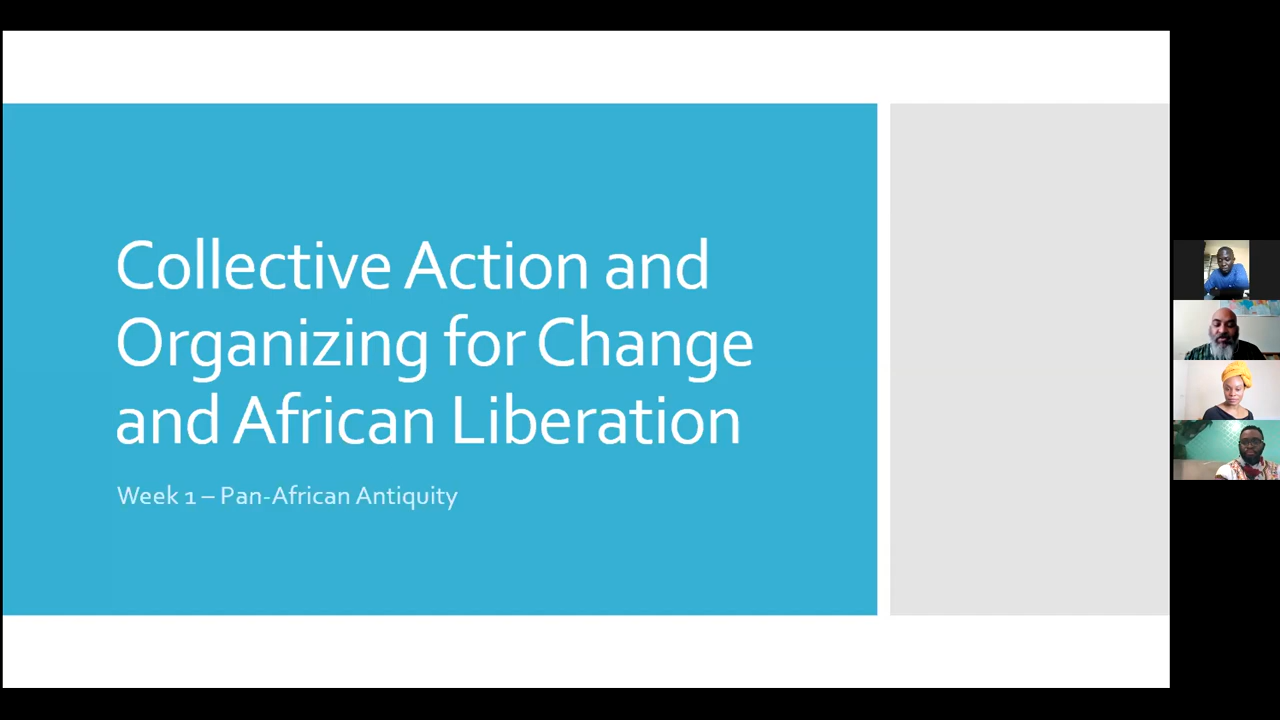 Collective Action and
Organizing for Change
and African Liberation
Week 1 – Pan-African Antiquity